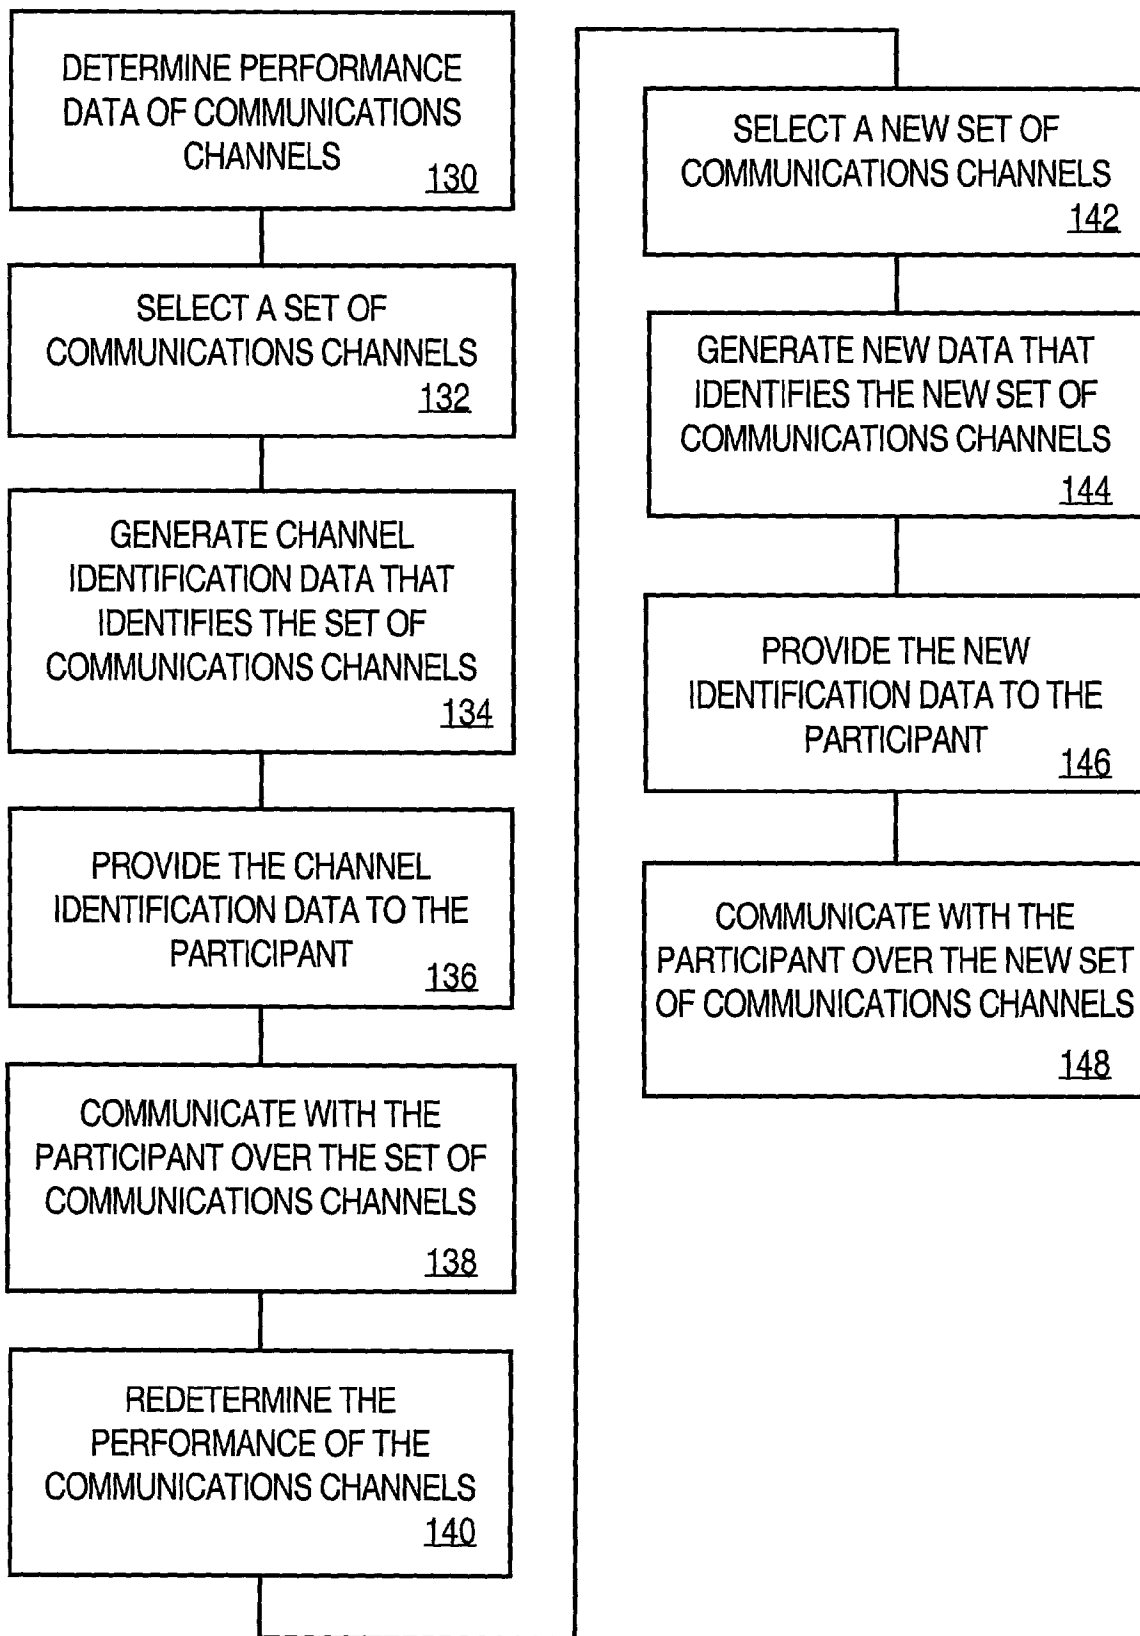 DETERMINE PERFORMANCE
DATA OF COMMUNICATIONS
CHANNELS
130
SELECT A SET OF
COMMUNICATIONS CHANNELS
132
GENERATE CHANNEL
IDENTIFICATION DATA THAT
IDENTIFIES THE SET OF
COMMUNICATIONS CHANNELS
134
PROVIDE THE CHANNEL
IDENTIFICATION DATA TO THE
PARTICIPANT
136
COMMUNICATE WITH THE
PARTICIPANT OVER THE SET OF
COMMUNICATIONS CHANNELS
138
REDETERMINE THE
PERFORMANCE OF THE
COMMUNICATIONS CHANNELS
140
SELECT A NEW SET OF
COMMUNICATIONS CHANNELS
142
GENERATE NEW DATA THAT
IDENTIFIES THE NEW SET OF
COMMUNICATIONS CHANNELS
144
PROVIDE THE NEW
IDENTIFICATION DATA TO THE
PARTICIPANT
146
COMMUNICATE WITH THE
PARTICIPANT OVER THE NEW SET
OF COMMUNICATIONS CHANNELS
148